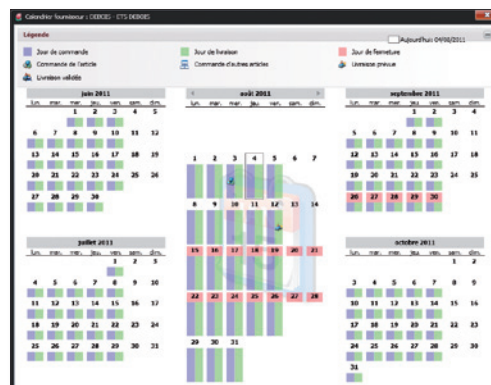 Calendrier fournisseur : DEBOIS - ETS DEBOIS
Légende
Aujourd'hui: 04/08/2011
Jour de commande
Jour de livraison
Jour de fermeture
Commande de l'article
Commande d'autres articles
Livraison prévue
Livraison validée
juin 2011
lun. mar. mer. jeu. ven. sam. dim.
1 2 3 4 5
6 7 8 9 10 11 12
13 14 15 16 17 18 19
20 21 22 23 24 25 26
27 28 29 30
juillet 2011
lun. mar. mer. jeu. ven. sam. dim.
1 2 3
4 5 6 7 8 9 10
11 12 13 14 15 16 17
18 19 20 21 22 23 24
25 26 27 28 29 30 31
août 2011
lun. mar. mer. jeu. ven. sam. dim.
1 2 3 4 5 6 7
8 9 10 11 12 13 14
15 16 17 18 19 20 21
22 23 24 25 26 27 28
29 30 31
septembre 2011
lun. mar. mer. jeu. ven. sam. dim.
1 2 3 4
5 6 7 8 9 10 11
12 13 14 15 16 17 18
19 20 21 22 23 24 25
26 27 28 29 30
octobre 2011
lun. mar. mer. jeu. ven. sam. dim.
1 2
3 4 5 6 7 8 9
10 11 12 13 14 15 16
17 18 19 20 21 22 23
24 25 26 27 28 29 30
31